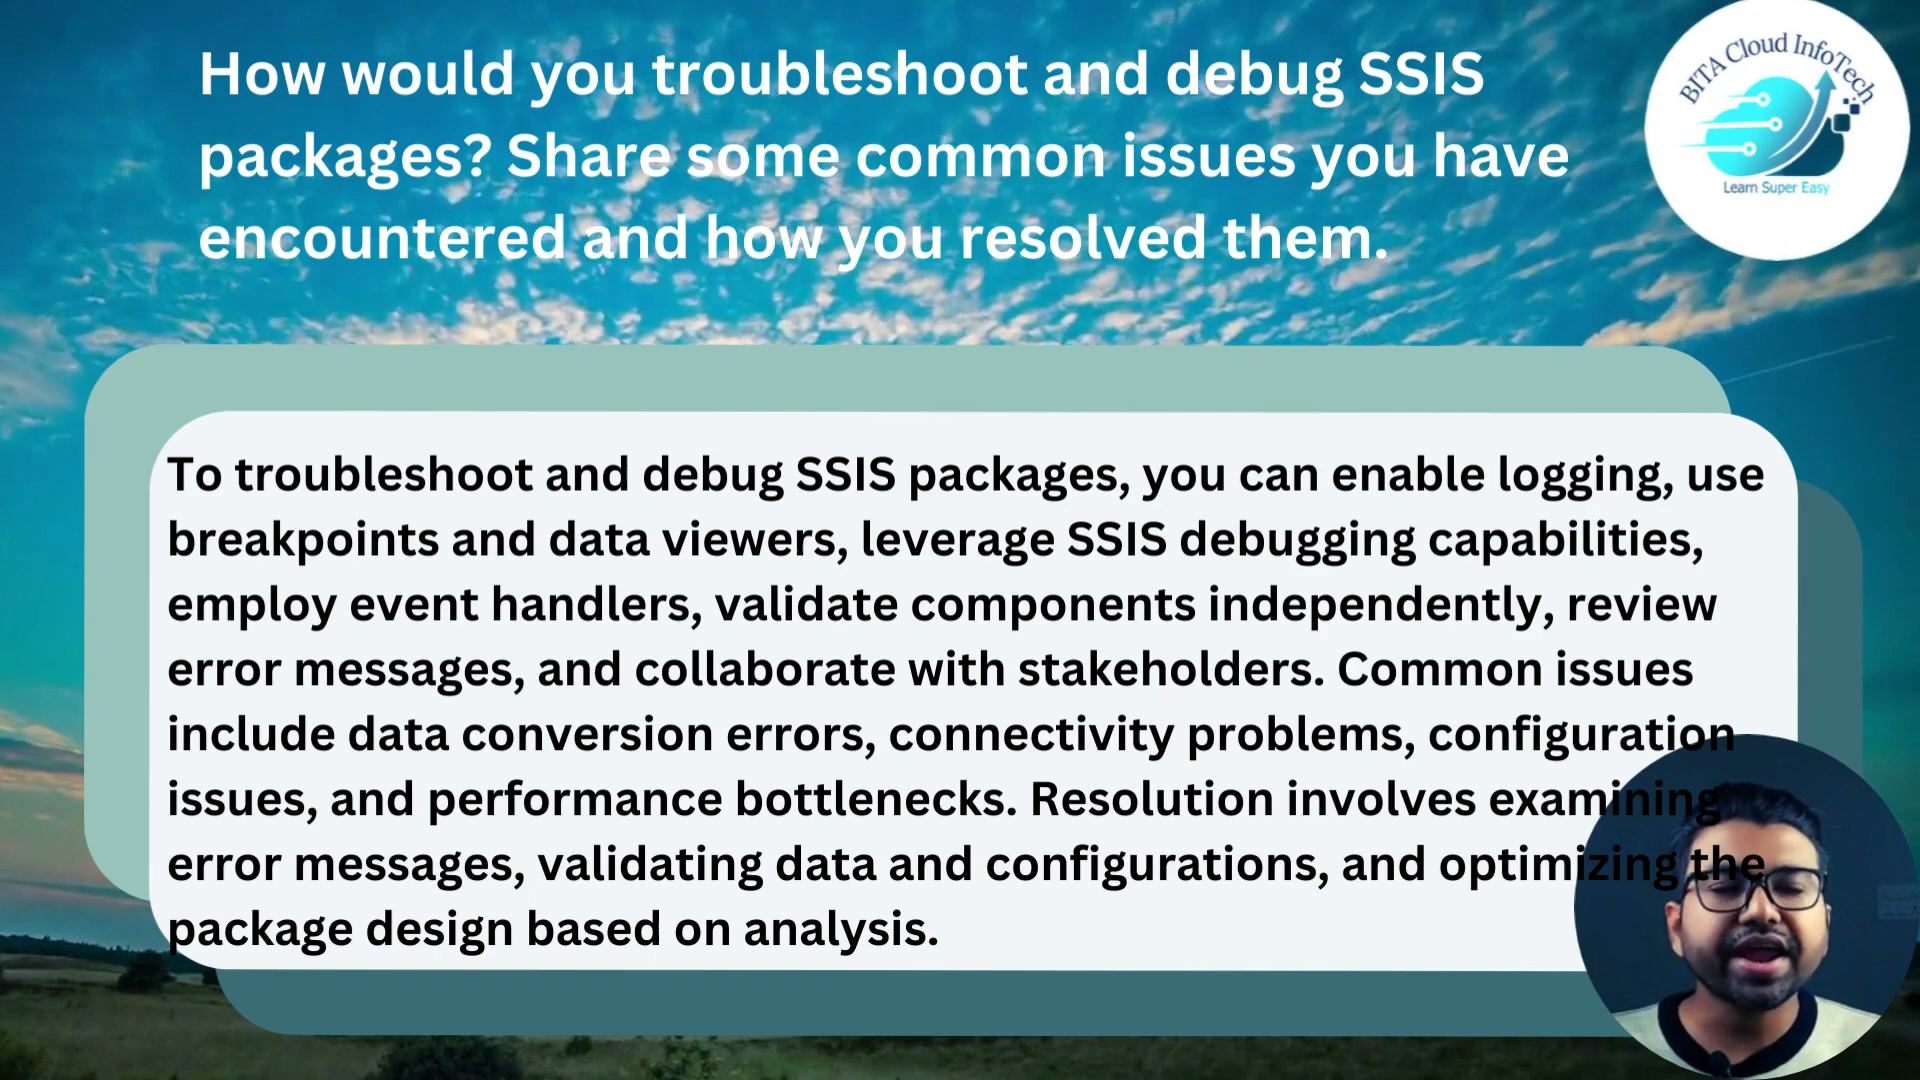 How would you troubleshoot and debug SSIS
packages? Share some common issues you have
encountered and how you resolved them.
BITA Cloud InfoTech
Learn Super Easy
To troubleshoot and debug SSIS packages, you can enable logging, use
breakpoints and data viewers, leverage SSIS debugging capabilities,
employ event handlers, validate components independently, review
error messages, and collaborate with stakeholders. Common issues
include data conversion errors, connectivity problems, configuration
issues, and performance bottlenecks. Resolution involves examining
error messages, validating data and configurations, and optimizing the
package design based on analysis.